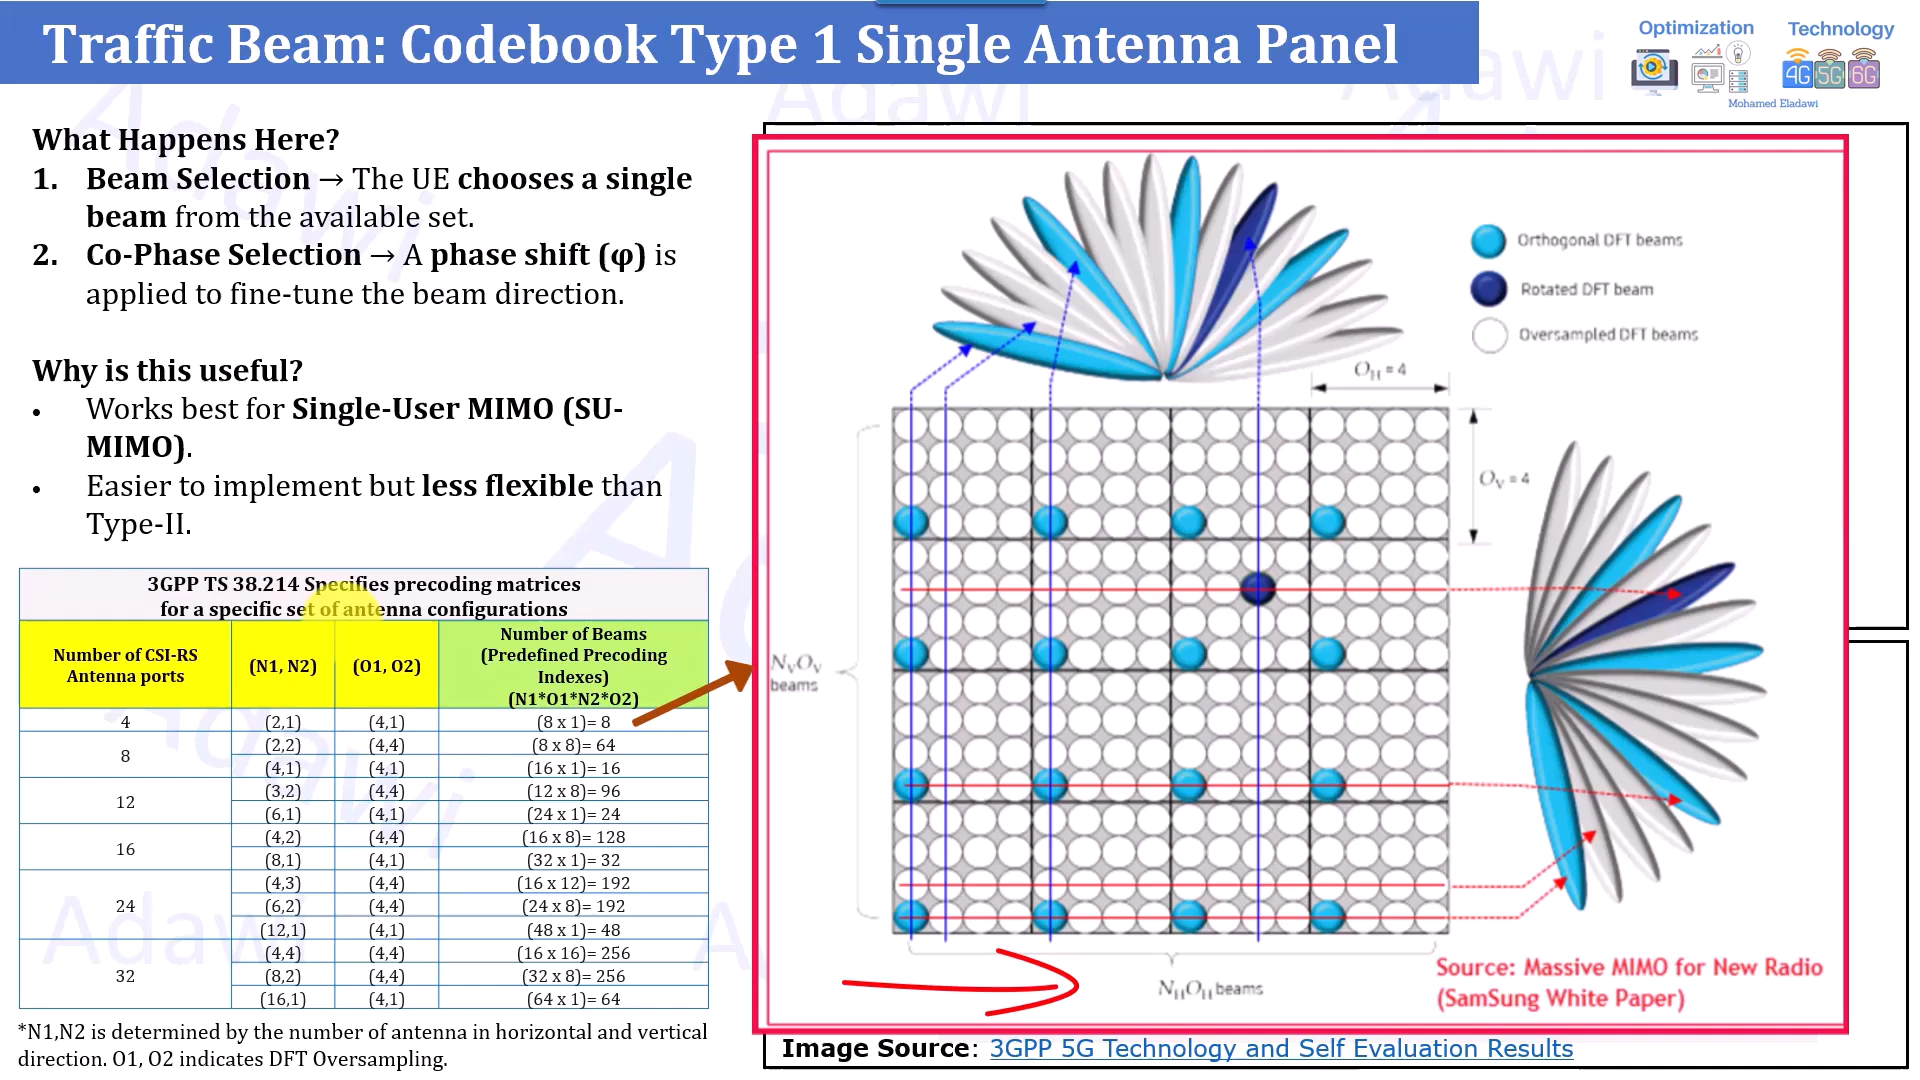 Traffic Beam: Codebook Type 1 Single Antenna Panel
Optimization
Technology
4G 5G 6G
Mohamed Eladawi
What Happens Here?
1. Beam Selection → The UE chooses a single
beam from the available set.
2. Co-Phase Selection → A phase shift (φ) is
applied to fine-tune the beam direction.
Why is this useful?
• Works best for Single-User MIMO (SU-
MIMO).
• Easier to implement but less flexible than
Type-II.
3GPP TS 38.214 Specifies precoding matrices
for a specific set of antenna configurations
Number of CSI-RS
Antenna ports
(N1, N2)
(O1, O2)
Number of Beams
(Predefined Precoding
Indexes)
(N1*O1*N2*O2)
4 (2,1) (4,1) (8 x 1)= 8
8 (2,2) (4,4) (8 x 8)= 64
(4,1) (4,1) (16 x 1)= 16
12 (3,2) (4,4) (12 x 8)= 96
(6,1) (4,1) (24 x 1)= 24
16 (4,2) (4,4) (16 x 8)= 128
(8,1) (4,1) (32 x 1)= 32
24 (4,3) (4,4) (16 x 12)= 192
(6,2) (4,4) (24 x 8)= 192
(12,1) (4,1) (48 x 1)= 48
32 (4,4) (4,4) (16 x 16)= 256
(8,2) (4,4) (32 x 8)= 256
(16,1) (4,1) (64 x 1)= 64
*N1,N2 is determined by the number of antenna in horizontal and vertical
direction. O1, O2 indicates DFT Oversampling.
Orthogonal DFT beams
Rotated DFT beam
Oversampled DFT beams
OH = 4
OV = 4
NVOV
beams
NHOH beams
Source: Massive MIMO for New Radio
(SamSung White Paper)
Image Source: 3GPP 5G Technology and Self Evaluation Results
Adawi
Adawi
Adawi
Adawi
Adawi